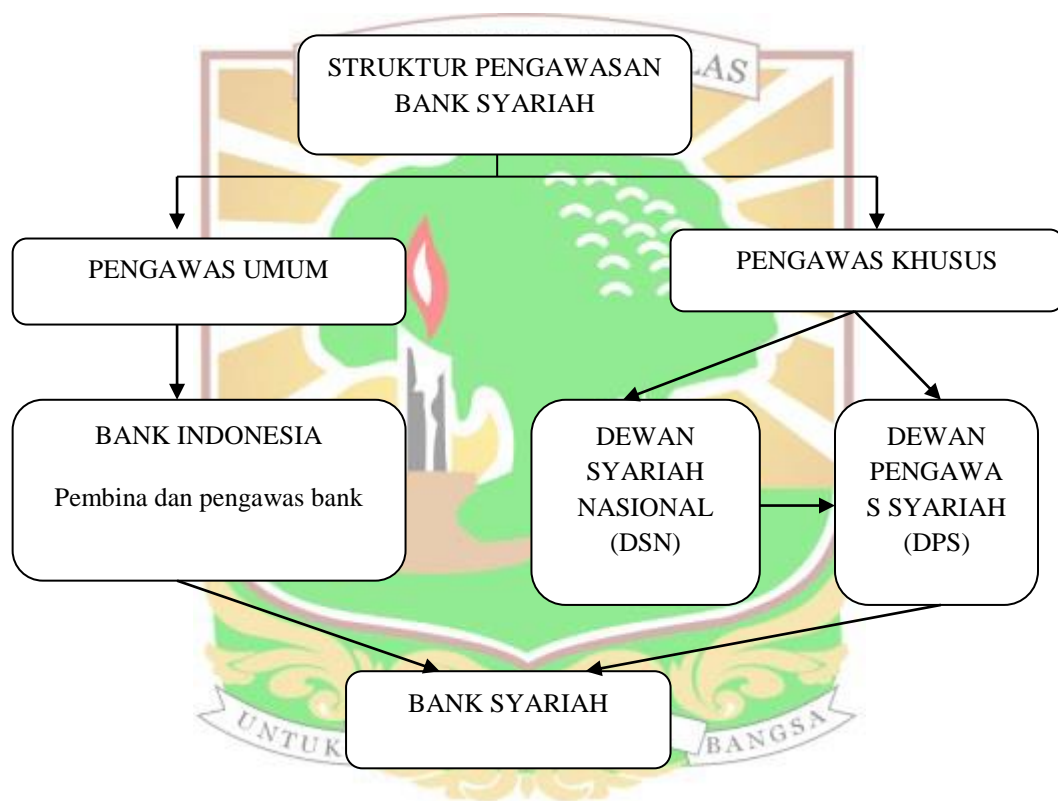 LAS
STRUKTUR PENGAWASAN
BANK SYARIAH
PENGAWAS UMUM
PENGAWAS KHUSUS
BANK INDONESIA
Pembina dan pengawas bank
DEWAN
SYARIAH
NASIONAL
(DSN)
DEWAN
PENGAWA
S SYARIAH
(DPS)
BANK SYARIAH
UNTUK
BANGSA